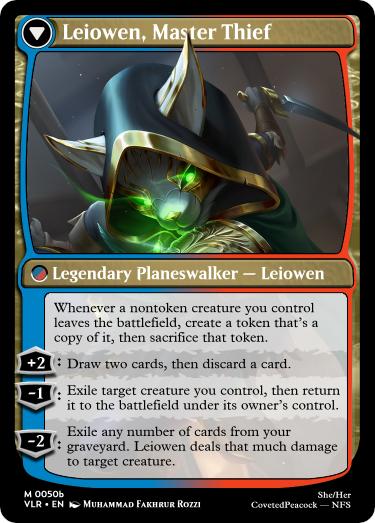 Leiowen, Master Thief
Legendary Planeswalker — Leiowen
Whenever a nontoken creature you control
leaves the battlefield, create a token that's a
copy of it, then sacrifice that token.
+2: Draw two cards, then discard a card.
-1: Exile target creature you control, then return
it to the battlefield under its owner's control.
-2: Exile any number of cards from your
graveyard. Leiowen deals that much damage
to target creature.
M 0050b She/Her
VLR • EN Muhammad Fakhrur Rozzi CovetedPeacock — NFS